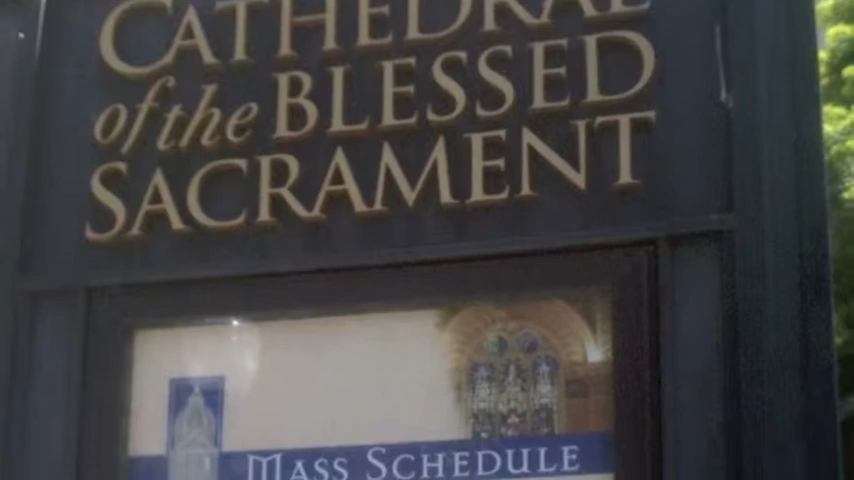 CATHEDRAL
of the BLESSED
SACRAMENT
MASS SCHEDULE